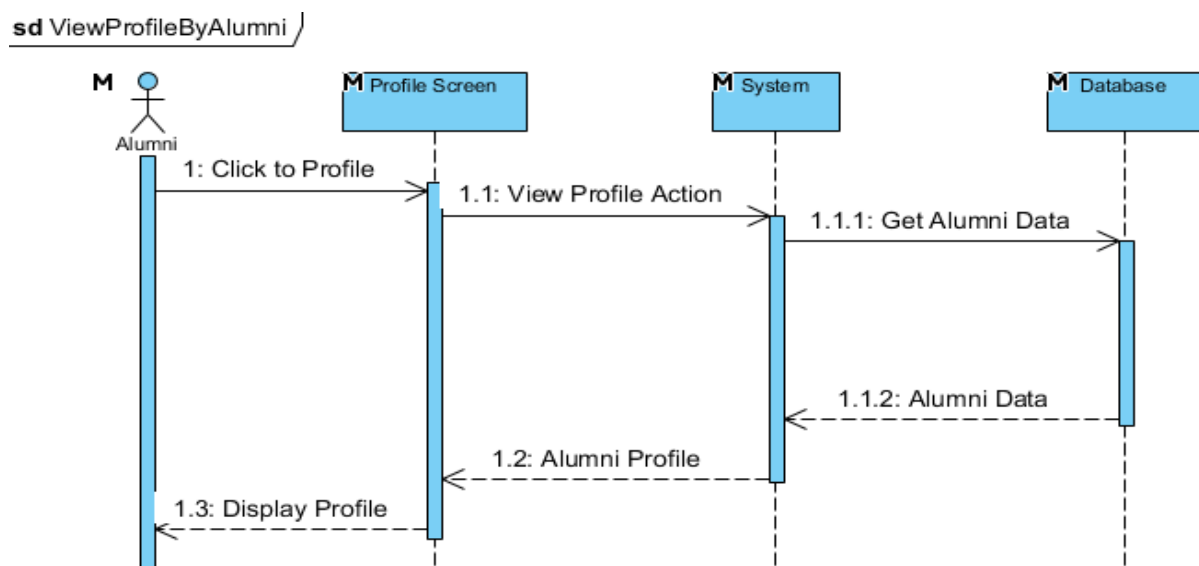 sd ViewProfileByAlumni
M
M Profile Screen
M System
M Database
Alumni
1: Click to Profile
1.1: View Profile Action
1.1.1: Get Alumni Data
1.1.2: Alumni Data
1.2: Alumni Profile
1.3: Display Profile